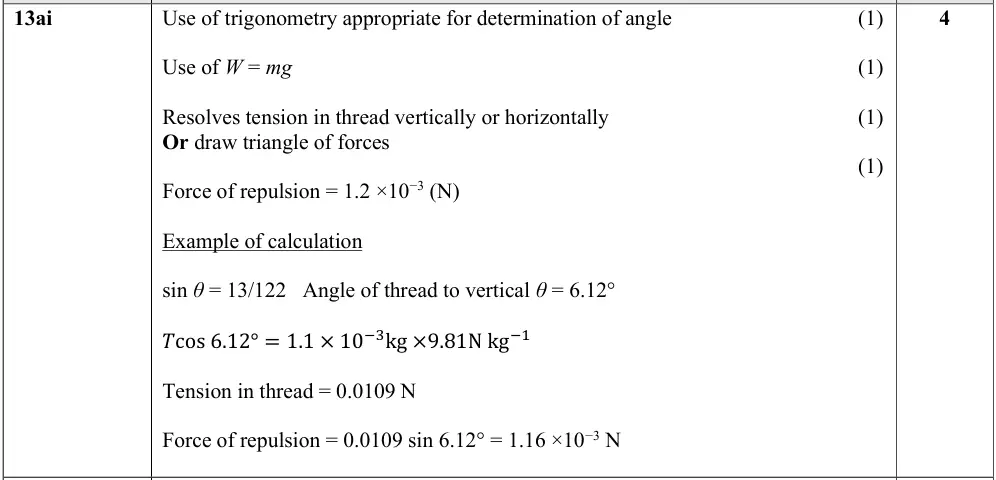 13ai Use of trigonometry appropriate for determination of angle (1) 4
Use of W = mg (1)
Resolves tension in thread vertically or horizontally (1)
Or draw triangle of forces
(1)
Force of repulsion = 1.2 ×10⁻³ (N)
Example of calculation
sin θ = 13/122 Angle of thread to vertical θ = 6.12°
𝑇cos 6.12° = 1.1 × 10⁻³kg ×9.81N kg⁻¹
Tension in thread = 0.0109 N
Force of repulsion = 0.0109 sin 6.12° = 1.16 ×10⁻³ N